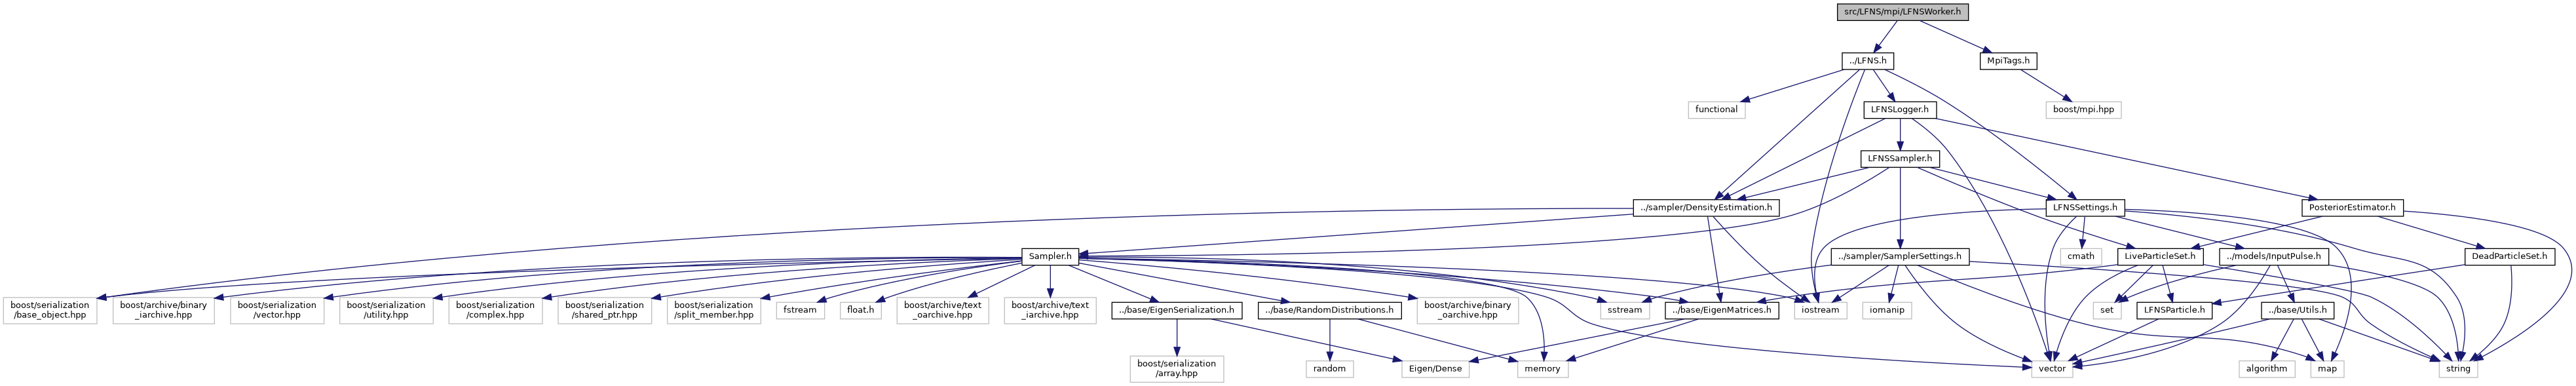 src/LFNS/mpi/LFNSWorker.h
../LFNS.h
MpiTags.h
functional
LFNSLogger.h
boost/mpi.hpp
LFNSSampler.h
../sampler/DensityEstimation.h
LFNSSettings.h
PosteriorEstimator.h
Sampler.h
../sampler/SamplerSettings.h
cmath
LiveParticleSet.h
../models/InputPulse.h
DeadParticleSet.h
boost/serialization
/base_object.hpp
boost/archive/binary
_iarchive.hpp
boost/serialization
/vector.hpp
boost/serialization
/utility.hpp
boost/serialization
/complex.hpp
boost/serialization
/shared_ptr.hpp
boost/serialization
/split_member.hpp
fstream
float.h
boost/archive/text
_oarchive.hpp
boost/archive/text
_iarchive.hpp
../base/EigenSerialization.h
../base/RandomDistributions.h
boost/archive/binary
_oarchive.hpp
sstream
../base/EigenMatrices.h
iostream
iomanip
set
LFNSParticle.h
../base/Utils.h
boost/serialization
/array.hpp
random
Eigen/Dense
memory
vector
algorithm
map
string